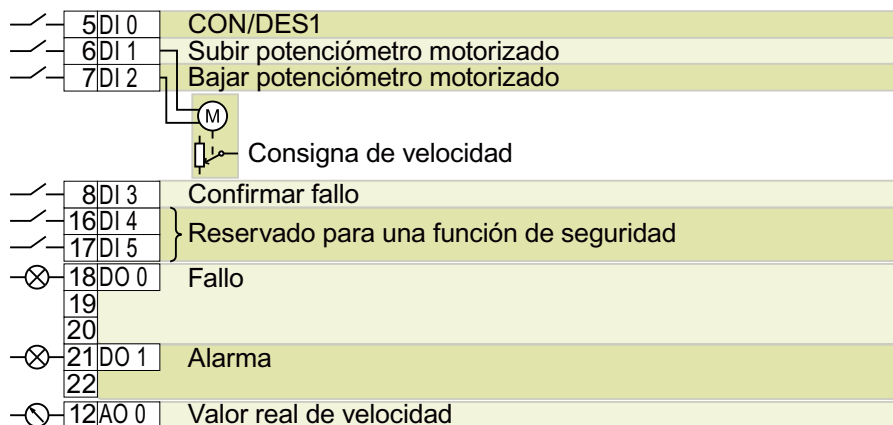 5 DI 0 CON/DES1
6 DI 1 Subir potenciómetro motorizado
7 DI 2 Bajar potenciómetro motorizado
M
Consigna de velocidad
8 DI 3 Confirmar fallo
16 DI 4
Reservado para una función de seguridad
17 DI 5
18 DO 0 Fallo
19
20
21 DO 1 Alarma
22
12 AO 0 Valor real de velocidad